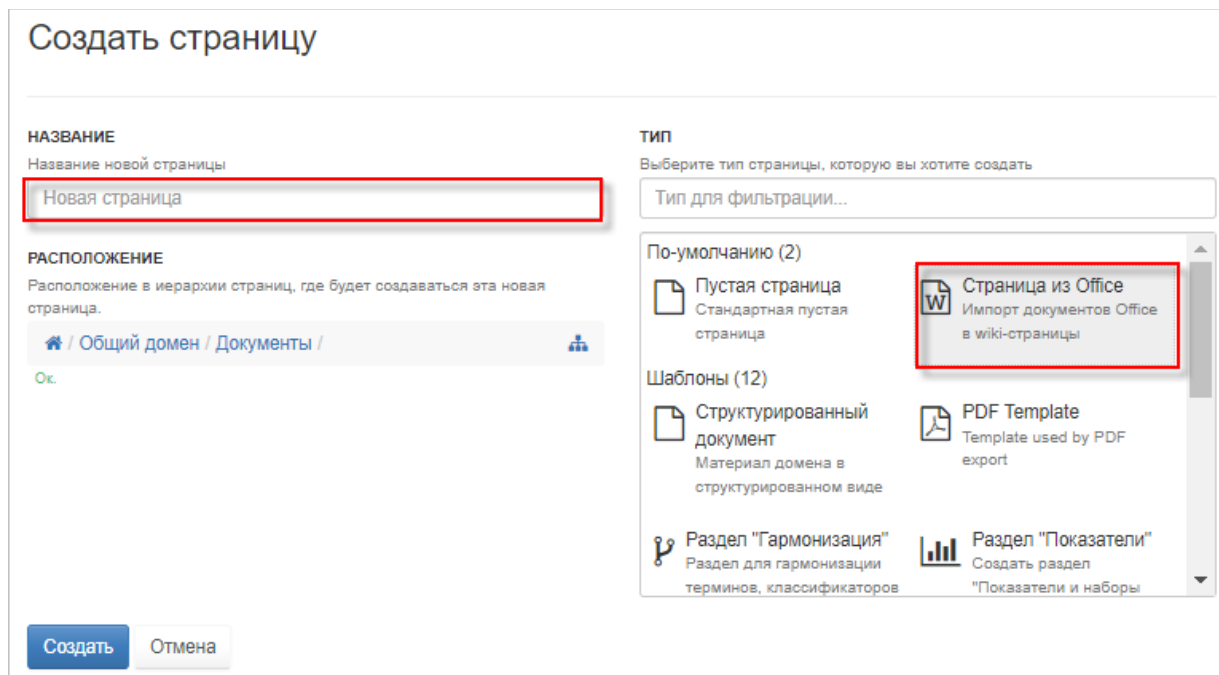 Создать страницу
НАЗВАНИЕ
Название новой страницы
Новая страница
РАСПОЛОЖЕНИЕ
Расположение в иерархии страниц, где будет создаваться эта новая
страница.
/ Общий домен / Документы /
Ок.
ТИП
Выберите тип страницы, которую вы хотите создать
Тип для фильтрации...
По-умолчанию (2)
Пустая страница
Стандартная пустая
страница
W
Страница из Office
Импорт документов Office
в wiki-страницы
Шаблоны (12)
Структурированный
документ
Материал домена в
структурированном виде
PDF Template
Template used by PDF
export
Раздел "Гармонизация"
Раздел для гармонизации
терминов, классификаторов
Раздел "Показатели"
Создать раздел
"Показатели и наборы
Создать
Отмена